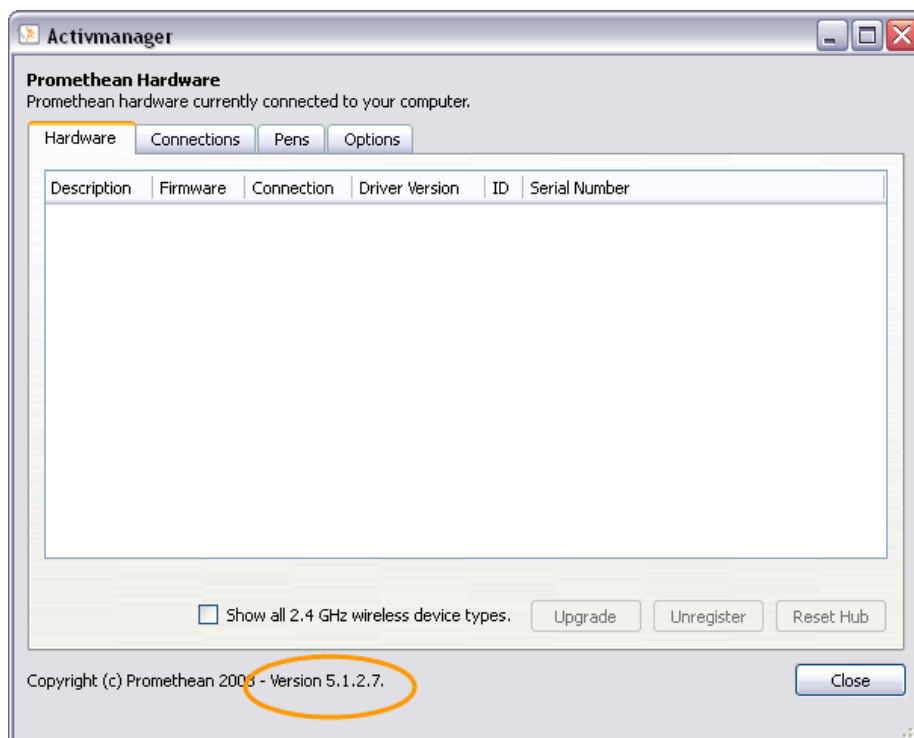 Activmanager
Promethean Hardware
Promethean hardware currently connected to your computer.
Hardware Connections Pens Options
Description Firmware Connection Driver Version ID Serial Number
Show all 2.4 GHz wireless device types. Upgrade Unregister Reset Hub
Copyright (c) Promethean - Version 5.1.2.7. Close